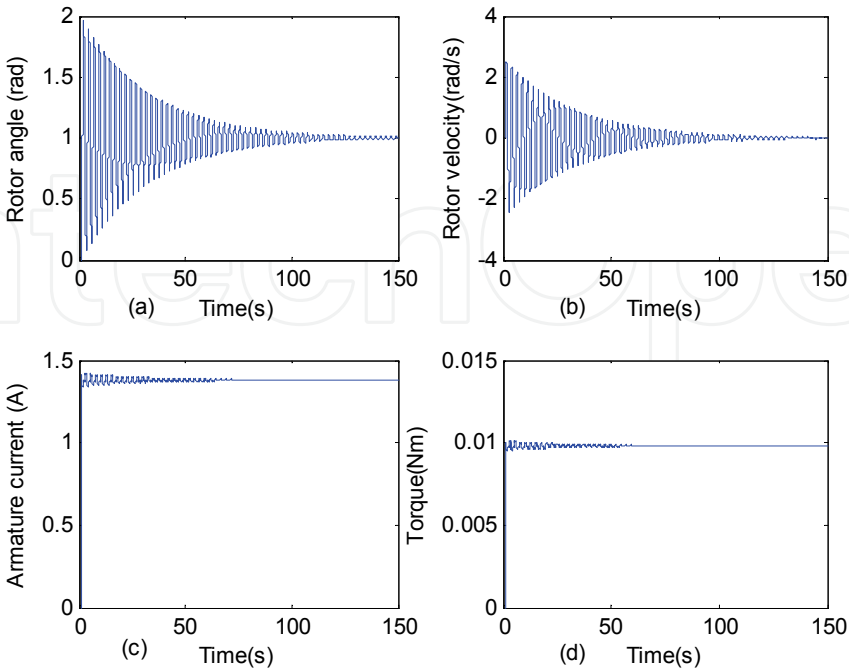 2
1.5
1
0.5
0
Rotor angle (rad)
0 50 100 150
(a) Time(s)
4
2
0
-2
-4
Rotor velocity(rad/s)
0 50 100 150
(b) Time(s)
1.5
1
0.5
0
Armature current (A)
0 50 100 150
(c) Time(s)
0.015
0.01
0.005
0
Torque(Nm)
0 50 100 150
(d) Time(s)